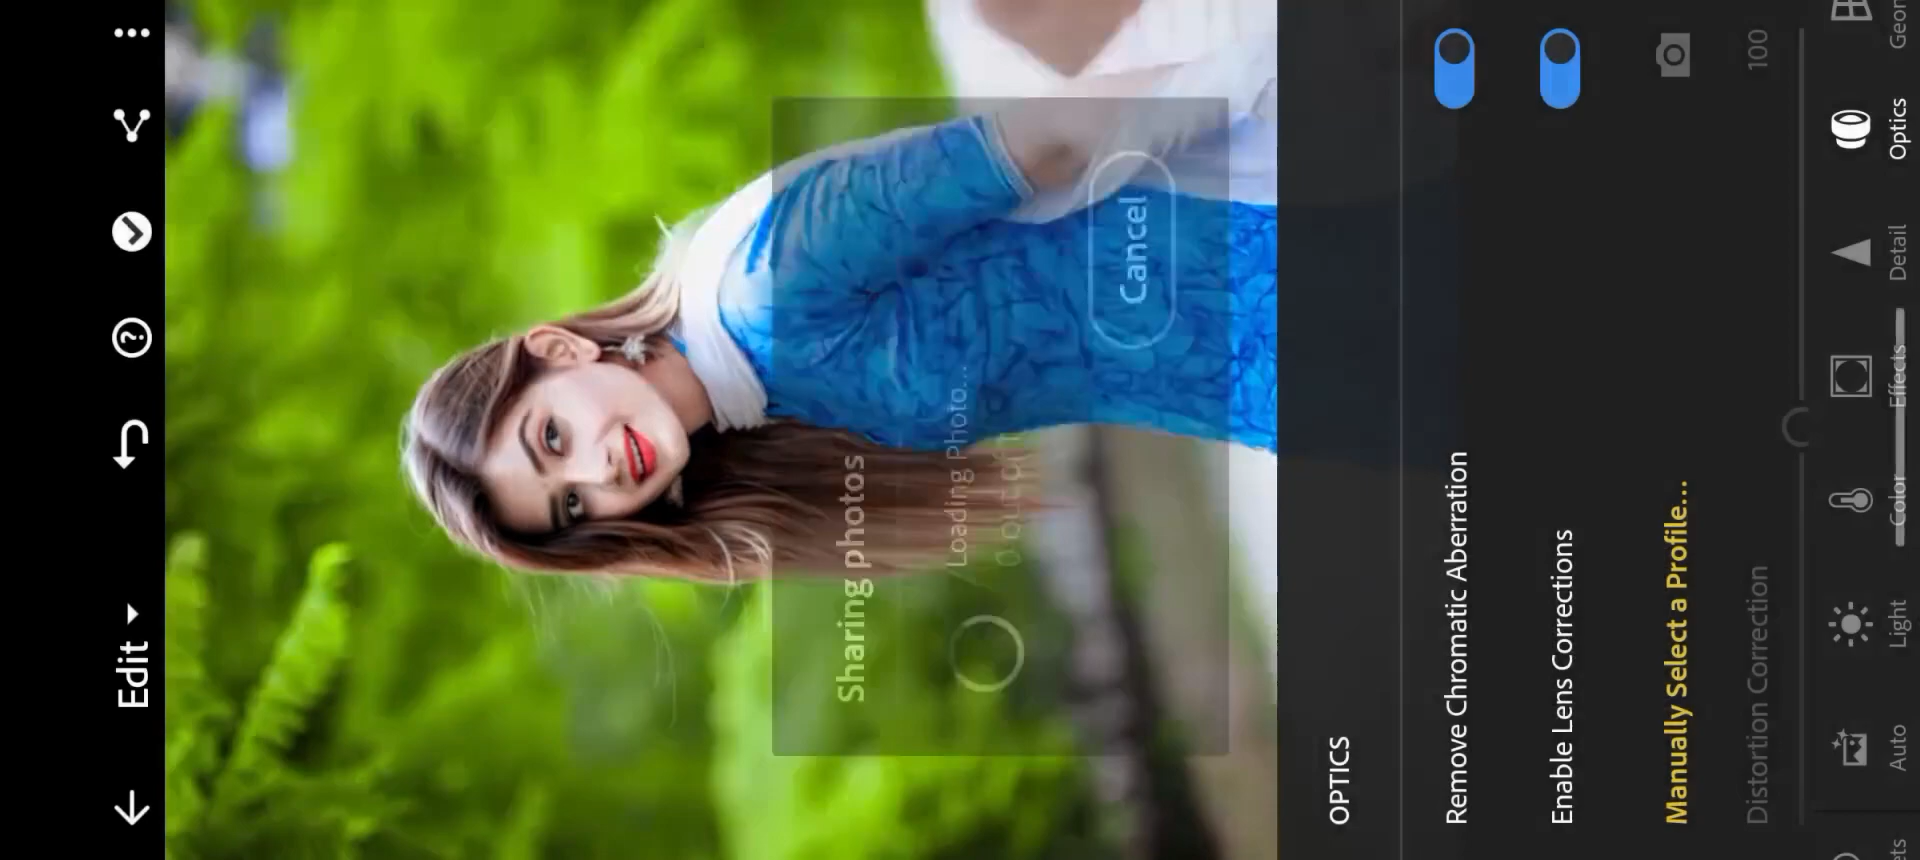 Edit
Sharing photos
Loading Photo...
Cancel
OPTICS
Remove Chromatic Aberration
Enable Lens Corrections
Manually Select a Profile...
Distortion Correction
100
Auto
Light
Color
Effects
Detail
Optics